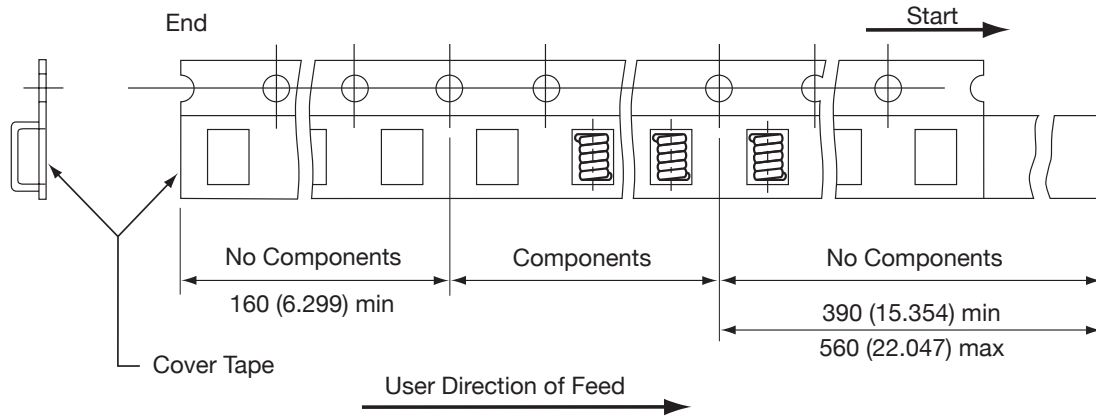 End
Start
No Components
Components
No Components
160 (6.299) min
390 (15.354) min
560 (22.047) max
Cover Tape
User Direction of Feed